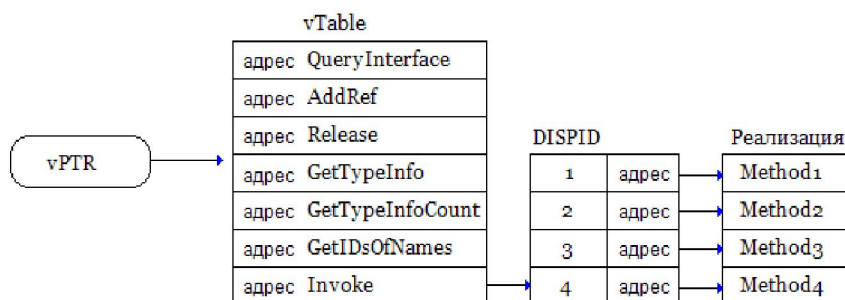 vTable
адрес QueryInterface
адрес AddRef
адрес Release
DISPID Реализация
vPTR
адрес GetTypeInfo
1 адрес Method1
адрес GetTypeInfoCount
2 адрес Method2
адрес GetIDsOfNames
3 адрес Method3
адрес Invoke
4 адрес Method4